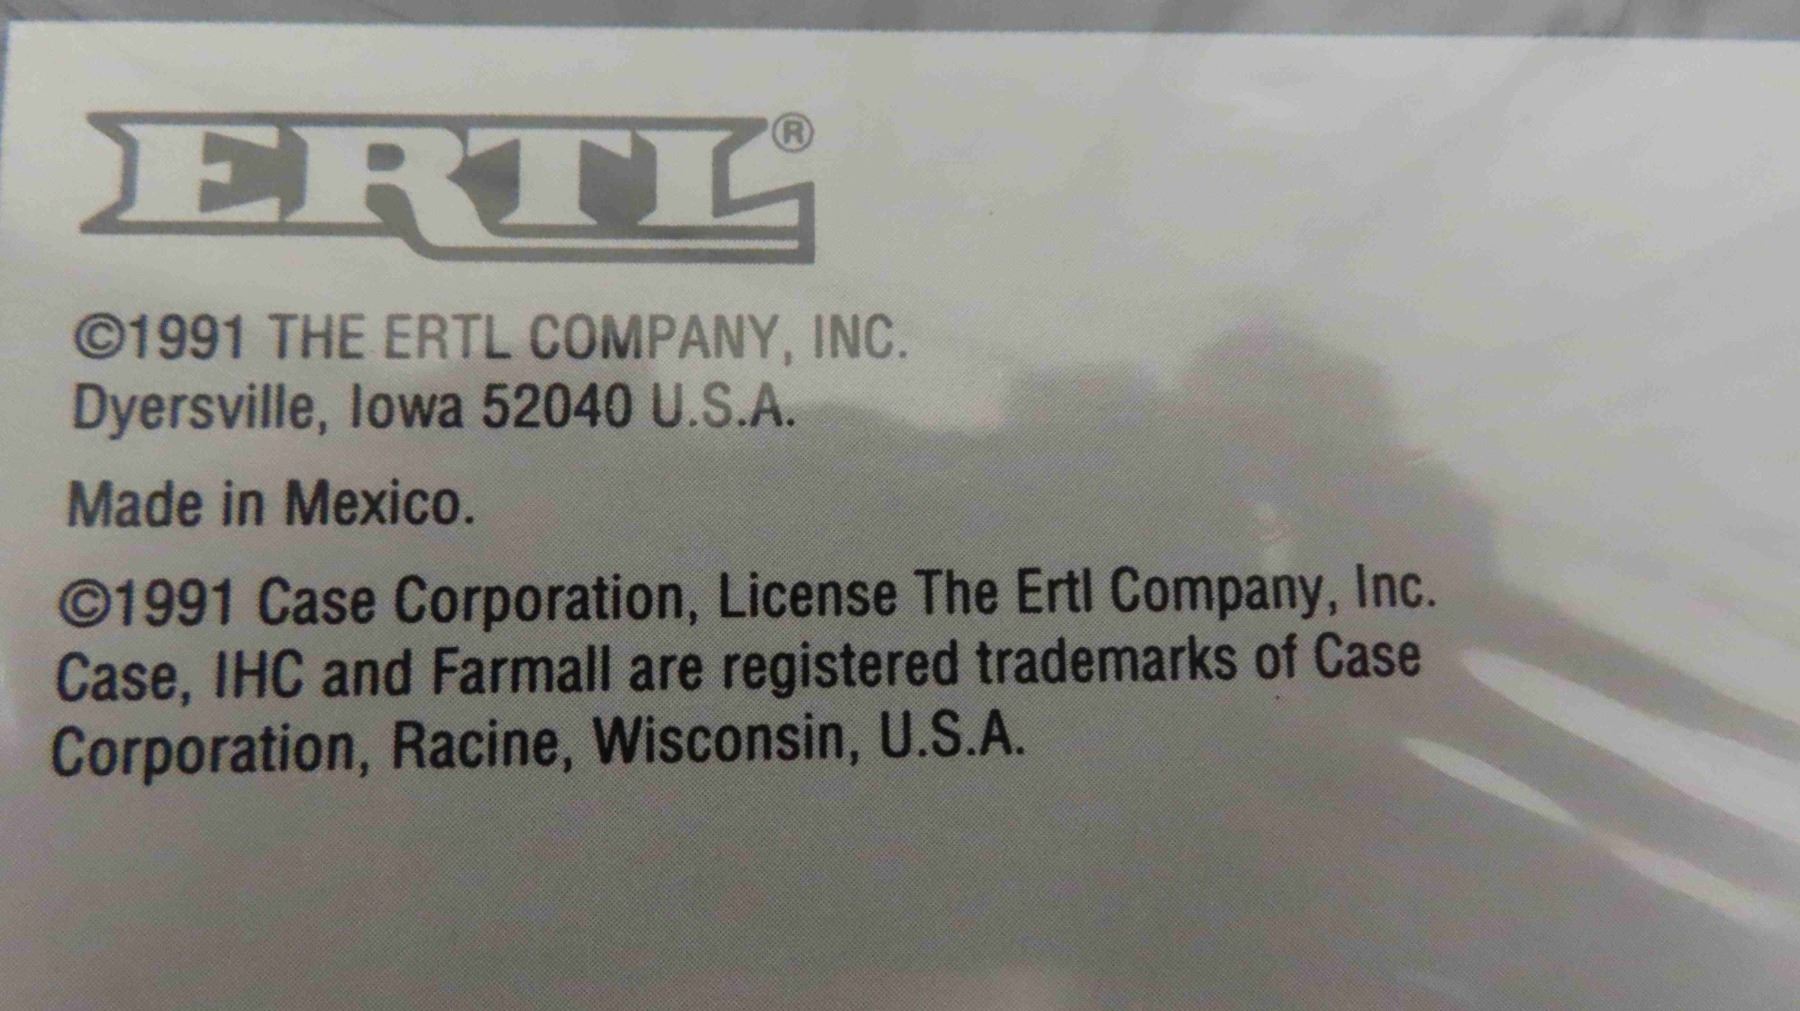 ERTL®
©1991 THE ERTL COMPANY, INC.
Dyersville, Iowa 52040 U.S.A.
Made in Mexico.
©1991 Case Corporation, License The Ertl Company, Inc.
Case, IHC and Farmall are registered trademarks of Case
Corporation, Racine, Wisconsin, U.S.A.